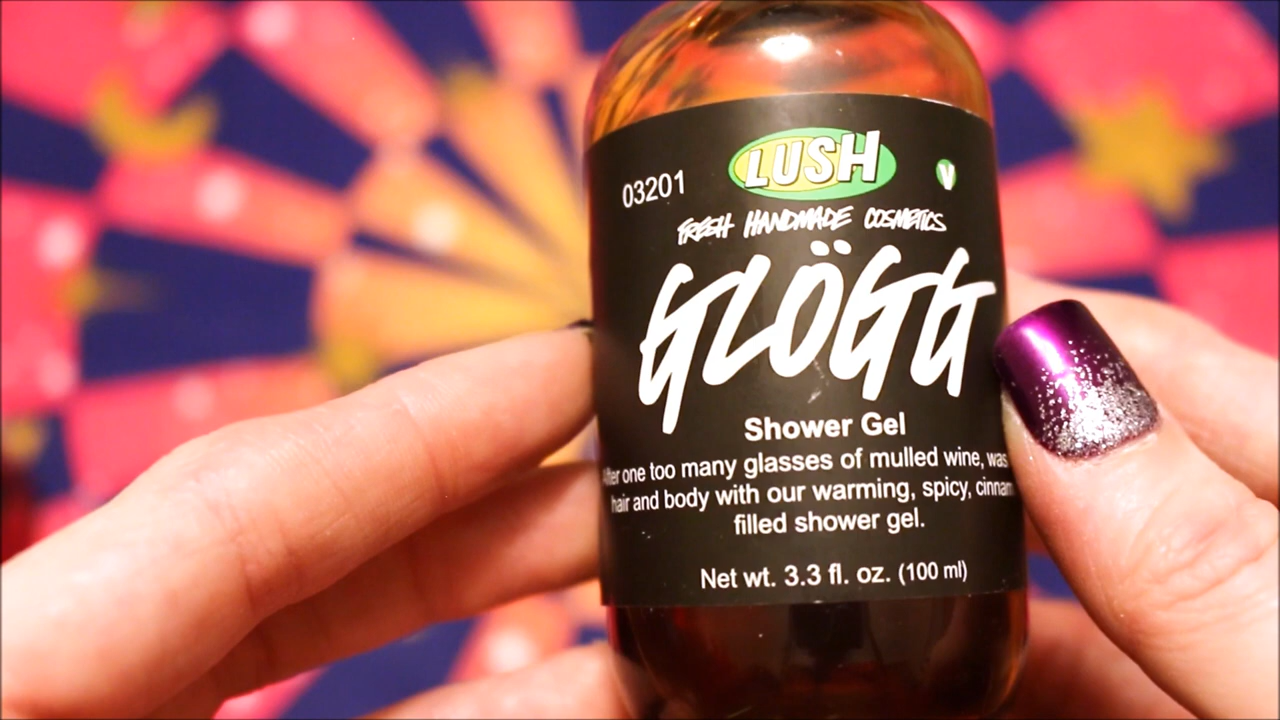 LUSH
V
03201
FRESH HANDMADE COSMETICS
GLÖGG
Shower Gel
After one too many glasses of mulled wine,
hair and body with our warming, spicy,
filled shower gel.
Net wt. 3.3 fl. oz. (100 ml)